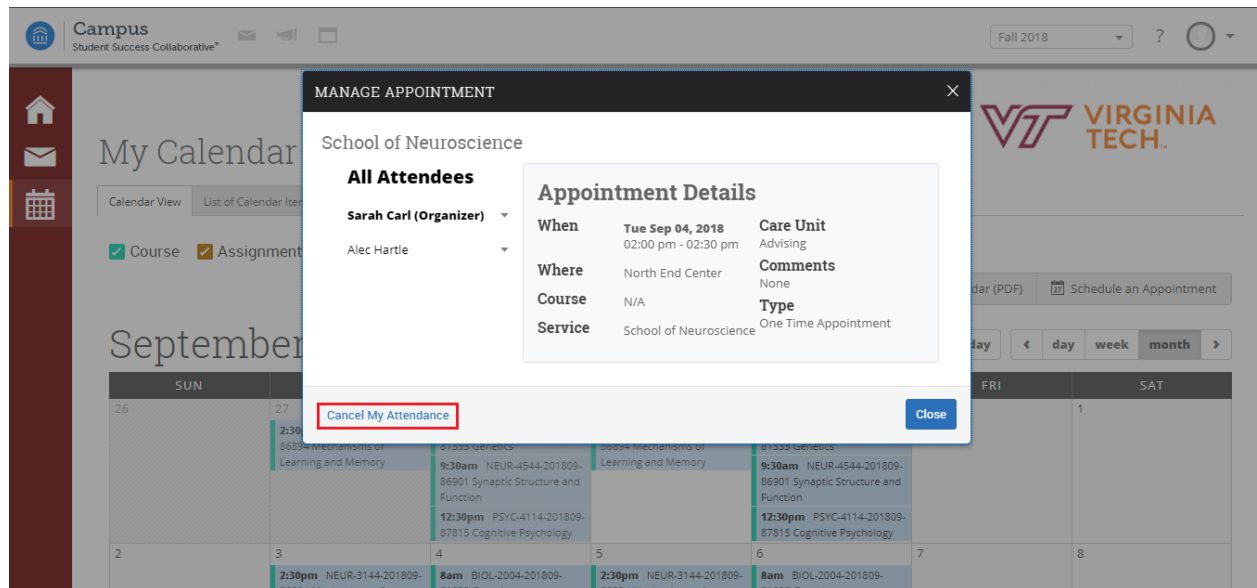 Campus
Student Success Collaborative™
Fall 2018
?
MANAGE APPOINTMENT
School of Neuroscience
All Attendees
Sarah Carl (Organizer)
Alec Hartle
Appointment Details
When
Tue Sep 04, 2018
02:00 pm - 02:30 pm
Where
North End Center
Course
N/A
Service
School of Neuroscience
Care Unit
Advising
Comments
None
Type
One Time Appointment
Cancel My Attendance
Close
VT VIRGINIA
TECH™
My Calendar
Calendar View
List of Calendar Iter
Course
Assignment
dar (PDF)
27 Schedule an Appointment
September
day
day
week
month
SUN
FRI
SAT
26
27
1
2:30
86894 Mechanisms of
Learning and Memory
81333 Genetics
9:30am NEUR-4544-201809-
86901 Synaptic Structure and
Function
12:30pm PSYC-4114-201809-
87815 Cognitive Psychology
86894 Mechanisms of
Learning and Memory
81333 Genetics
9:30am NEUR-4544-201809-
86901 Synaptic Structure and
Function
12:30pm PSYC-4114-201809-
87815 Cognitive Psychology
2
3
4
5
6
7
8
2:30pm NEUR-3144-201809-
8am BIOL-2004-201809-
2:30pm NEUR-3144-201809-
8am BIOL-2004-201809-